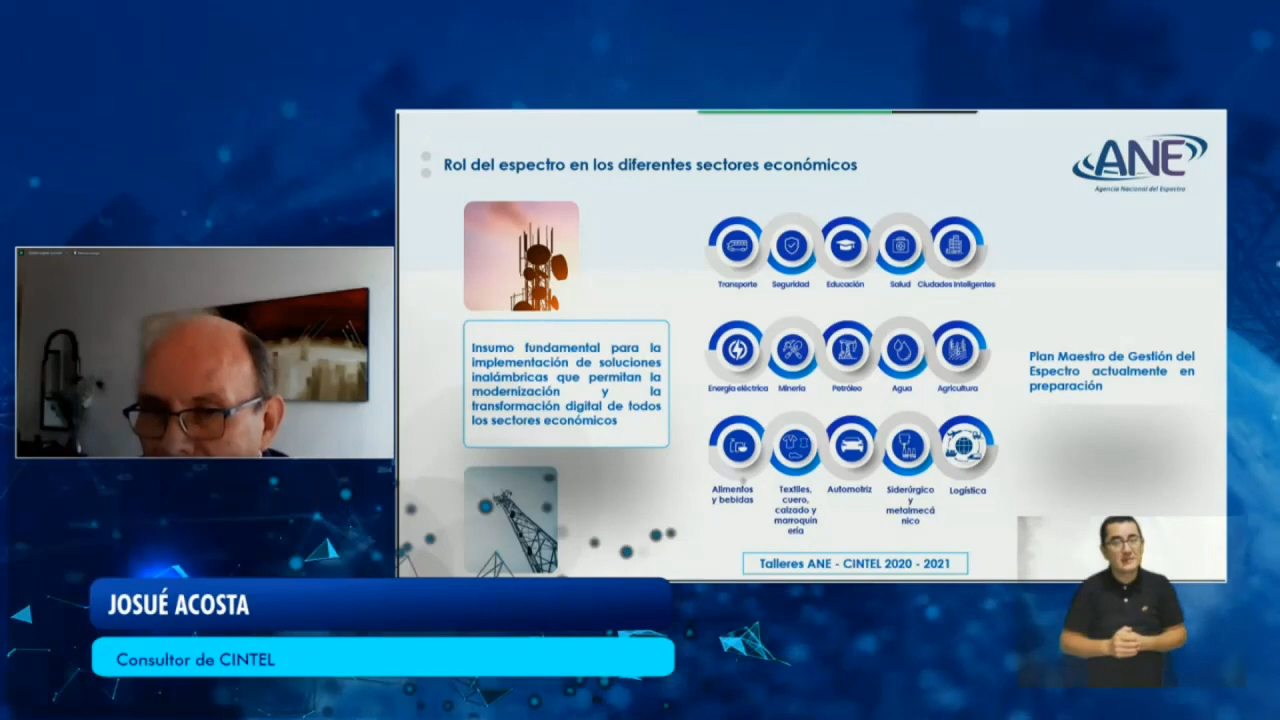 Rol del espectro en los diferentes sectores económicos
ANE
Agencia Nacional del Espectro
Transporte
Seguridad
Educación
Salud
Ciudades Inteligentes
Insumo fundamental para la
implementación de soluciones
inalámbricas que permitan la
modernización y la
transformación digital de todos
los sectores económicos
Energía eléctrica
Minería
Petróleo
Agua
Agricultura
Plan Maestro de Gestión del
Espectro actualmente en
preparación
Alimentos
y bebidas
Textiles,
cuero,
calzado y
marroquin
ería
Automotriz
Siderúrgico
y
metalmecá
nico
Logística
Talleres ANE - CINTEL 2020 - 2021
JOSUÉ ACOSTA
Consultor de CINTEL